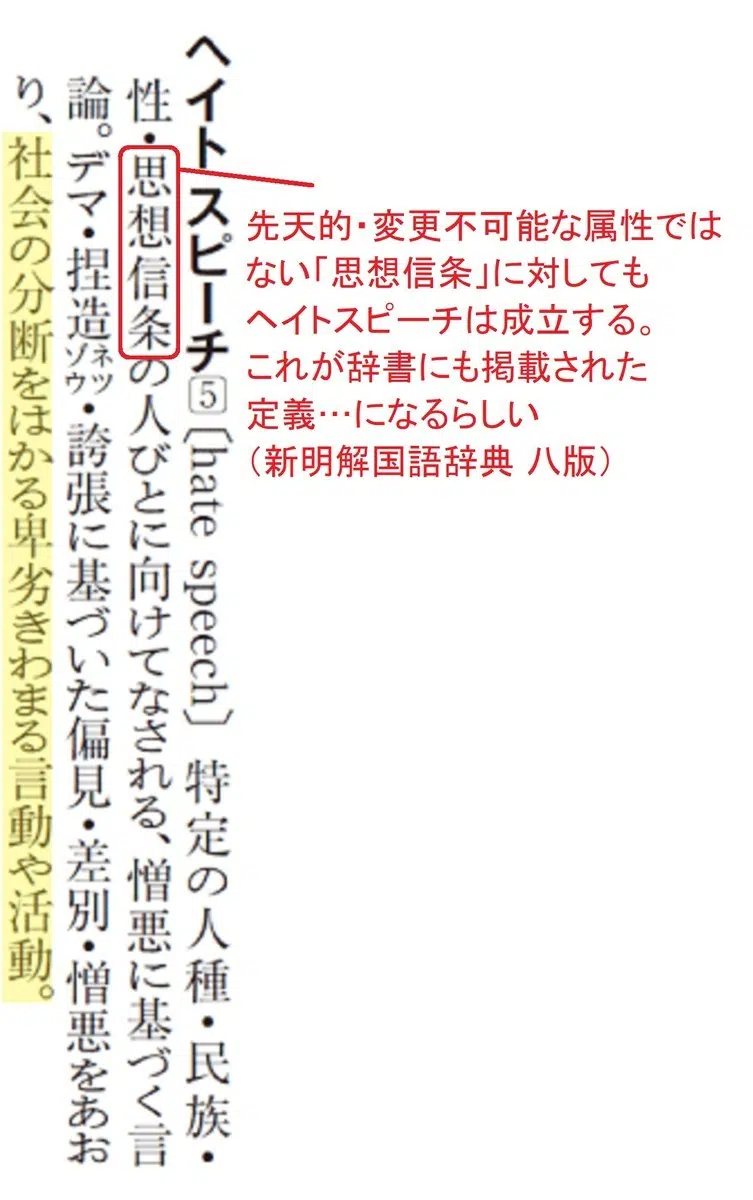 ヘイトスピーチ⑤〔hate speech〕 特定の人種・民族・
性・思想信条の人びとに向けてなされる、憎悪に基づく言
論。デマ・捏造ネツゾウ・誇張に基づいた偏見・差別・憎悪をあお
り、社会の分断をはかる卑劣きわまる言動や活動。
先天的・変更不可能な属性では
ない「思想信条」に対しても
ヘイトスピーチは成立する。
これが辞書にも掲載された
定義…になるらしい
（新明解国語辞典 八版）